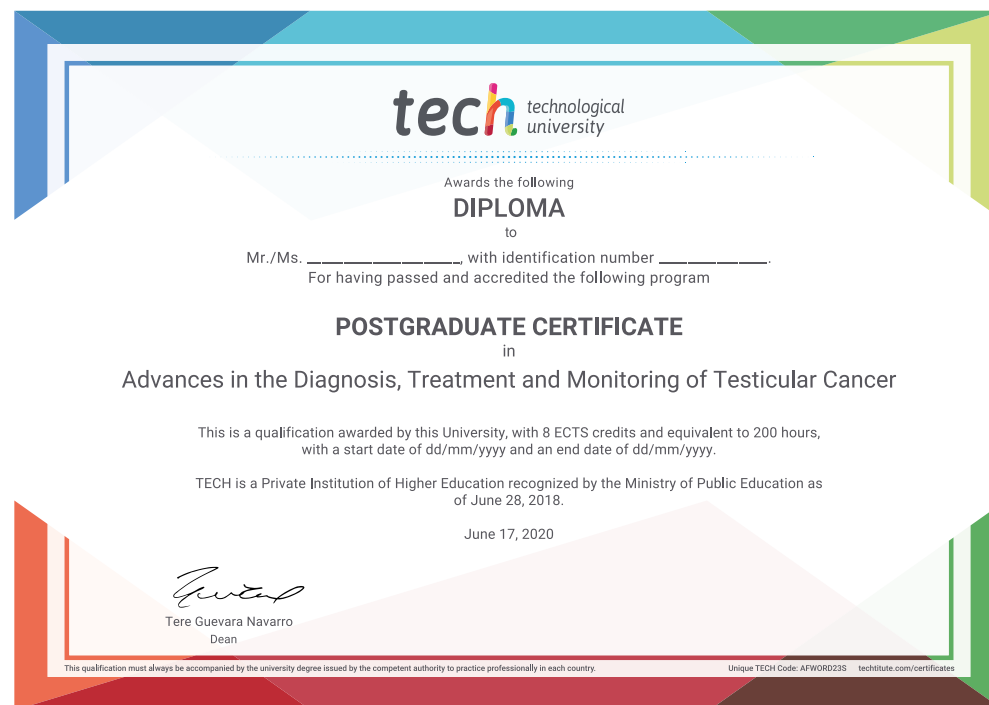 tech technological
university
Awards the following
DIPLOMA
to
Mr./Ms. ____________________, with identification number ______________.
For having passed and accredited the following program
POSTGRADUATE CERTIFICATE
in
Advances in the Diagnosis, Treatment and Monitoring of Testicular Cancer
This is a qualification awarded by this University, with 8 ECTS credits and equivalent to 200 hours,
with a start date of dd/mm/yyyy and an end date of dd/mm/yyyy.
TECH is a Private Institution of Higher Education recognized by the Ministry of Public Education as
of June 28, 2018.
June 17, 2020
Tere Guevara Navarro
Dean
This qualification must always be accompanied by the university degree issued by the competent authority to practice professionally in each country.
Unique TECH Code: AFWORD23S techtitute.com/certificates